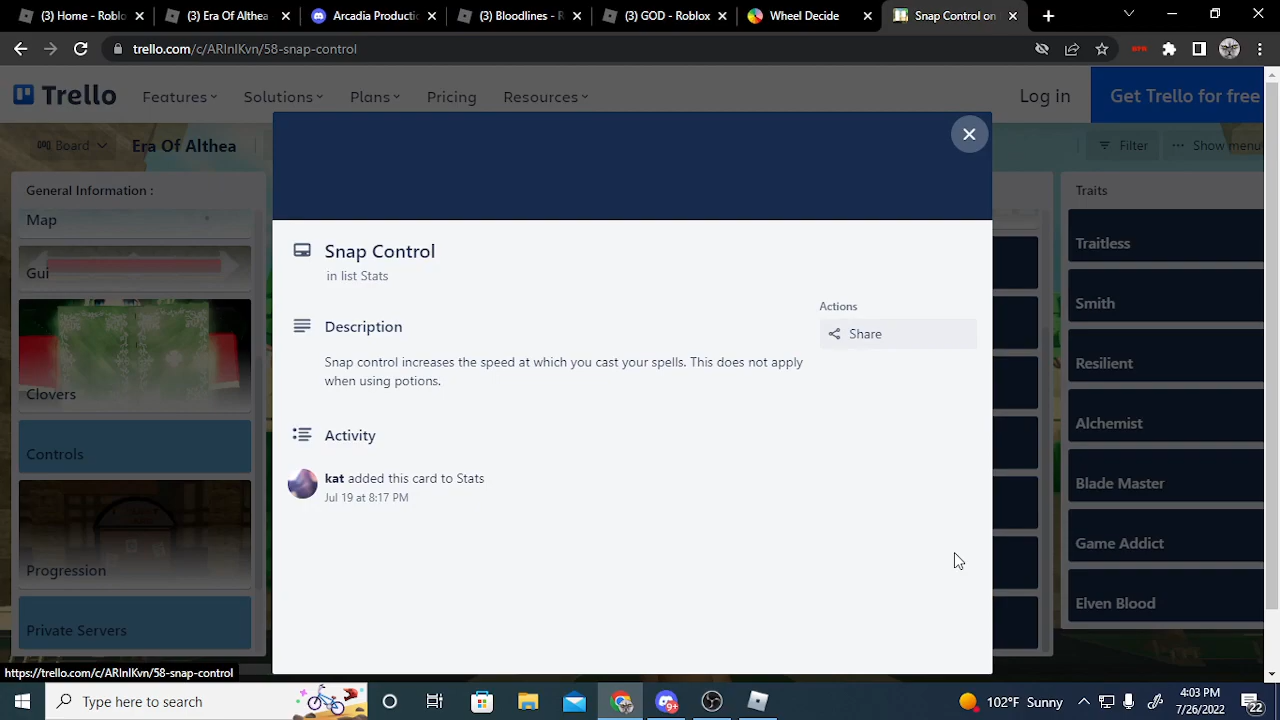 (3) Home - Roblo
(3) Era Of Althea
Arcadia Producti
(3) Bloodlines - R
(3) GOD - Roblox
Wheel Decide
Snap Control on
trello.com/c/ARlnIKvn/58-snap-control
Trello
Features
Solutions
Plans
Pricing
Resources
Log in
Get Trello for free
Board
Era Of Althea
Filter
Show menu
General Information :
Map
Gui
Clovers
Controls
Progression
Private Servers
Snap Control
in list Stats
Description
Snap control increases the speed at which you cast your spells. This does not apply
when using potions.
Activity
kat added this card to Stats
Jul 19 at 8:17 PM
Actions
Share
Traits
Traitless
Smith
Resilient
Alchemist
Blade Master
Game Addict
Elven Blood
https://trello.com/c/ARlnIKvn/58-snap-control
Type here to search
102°F Sunny
4:03 PM
7/26/2022
22